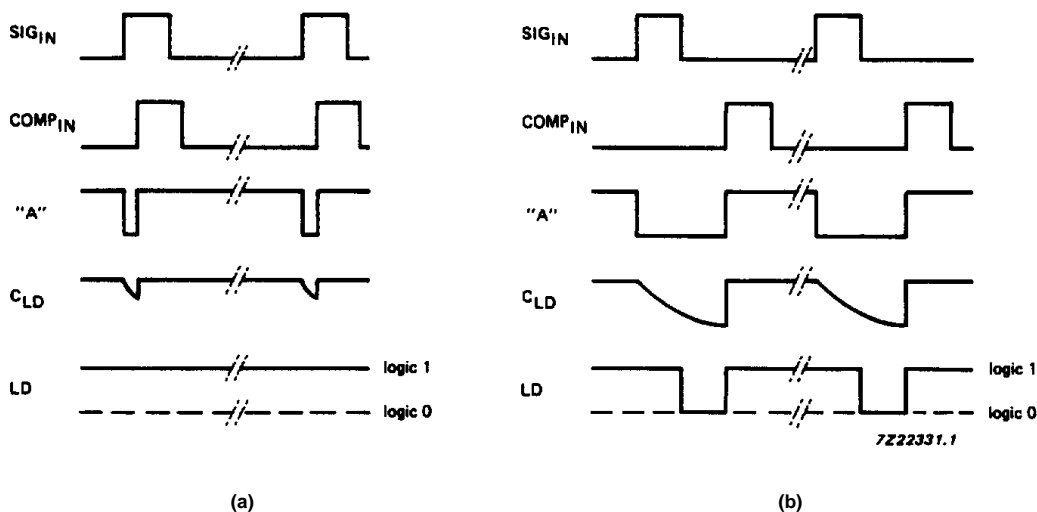 SIG_IN
COMP_IN
"A"
C_LD
LD
logic 1
logic 0
(a)
SIG_IN
COMP_IN
"A"
C_LD
LD
logic 1
logic 0
7Z22331.1
(b)